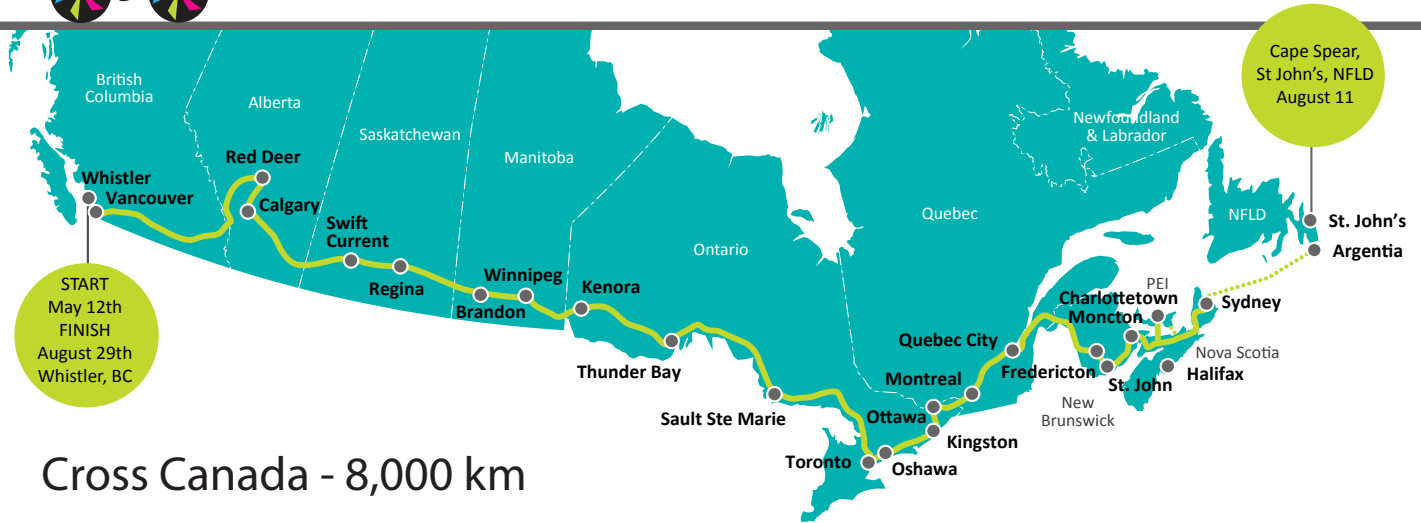 British
Columbia
Alberta
Saskatchewan
Manitoba
Ontario
Quebec
Newfoundland
& Labrador
NFLD
PEI
Nova Scotia
New
Brunswick
Cape Spear,
St John's, NFLD
August 11
Whistler
Vancouver
Red Deer
Calgary
Swift
Current
Regina
Brandon
Winnipeg
Kenora
Thunder Bay
Sault Ste Marie
Toronto
Oshawa
Kingston
Ottawa
Montreal
Quebec City
Fredericton
St. John
Moncton
Charlottetown
Halifax
Sydney
Argentia
St. John's
START
May 12th
FINISH
August 29th
Whistler, BC
Cross Canada - 8,000 km